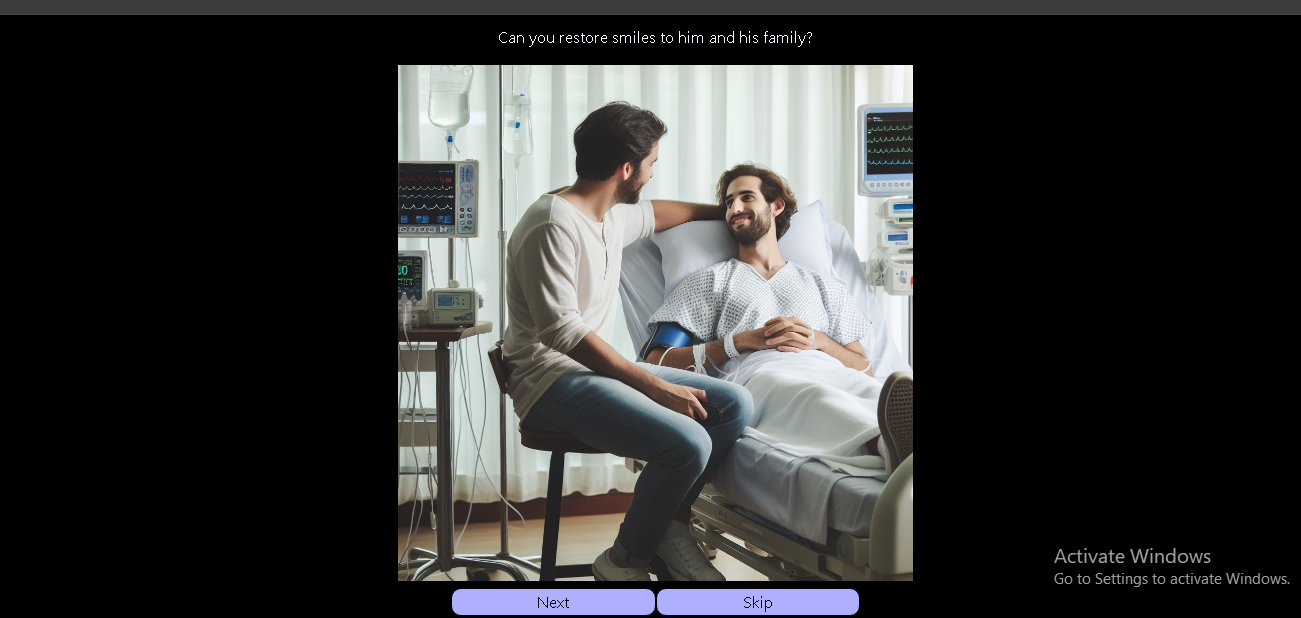 Can you restore smiles to him and his family?
Next
Skip
Activate Windows
Go to Settings to activate Windows.